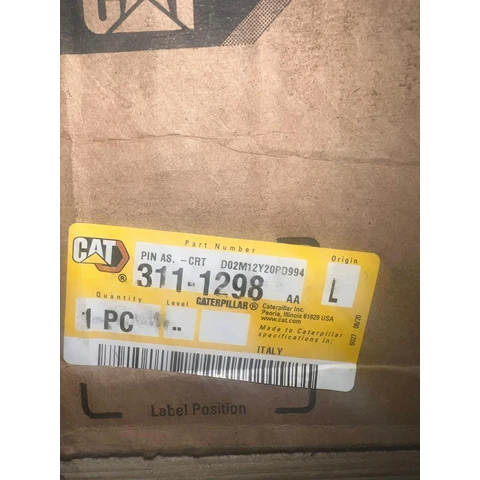 CAT
Part Number
CAT ®
PIN AS. -CRT D02M12Y20PD994
Origin
311-1298 AA
L
Quantity Level CATERPILLAR®
Caterpillar Inc.
Peoria, Illinois 61629 USA
www.cat.com
1 PC --
Made to Caterpillar
specifications in:
ITALY
Label Position